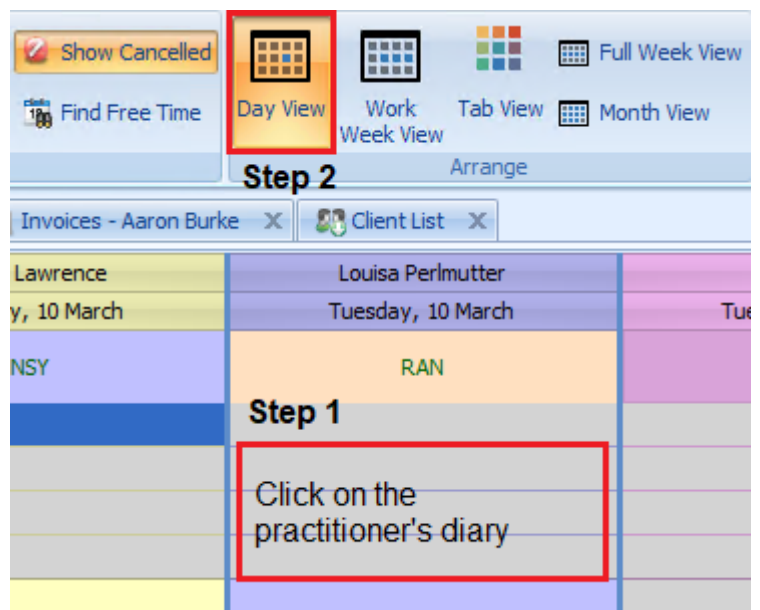 Show Cancelled
Find Free Time
Day View
Work
Week View
Tab View
Full Week View
Month View
Arrange
Step 2
Invoices - Aaron Burke
Client List
Lawrence
Louisa Perlmutter
y, 10 March
Tuesday, 10 March
Tue
NSY
RAN
Step 1
Click on the
practitioner's diary